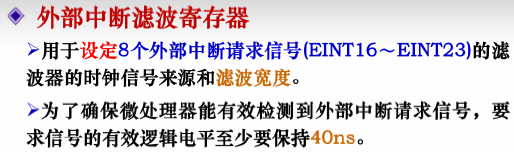 外部中断滤波寄存器
用于设定8个外部中断请求信号(EINT16～EINT23)的滤
波器的时钟信号来源和滤波宽度。
为了确保微处理器能有效检测到外部中断请求信号，要
求信号的有效逻辑电平至少要保持40ns。